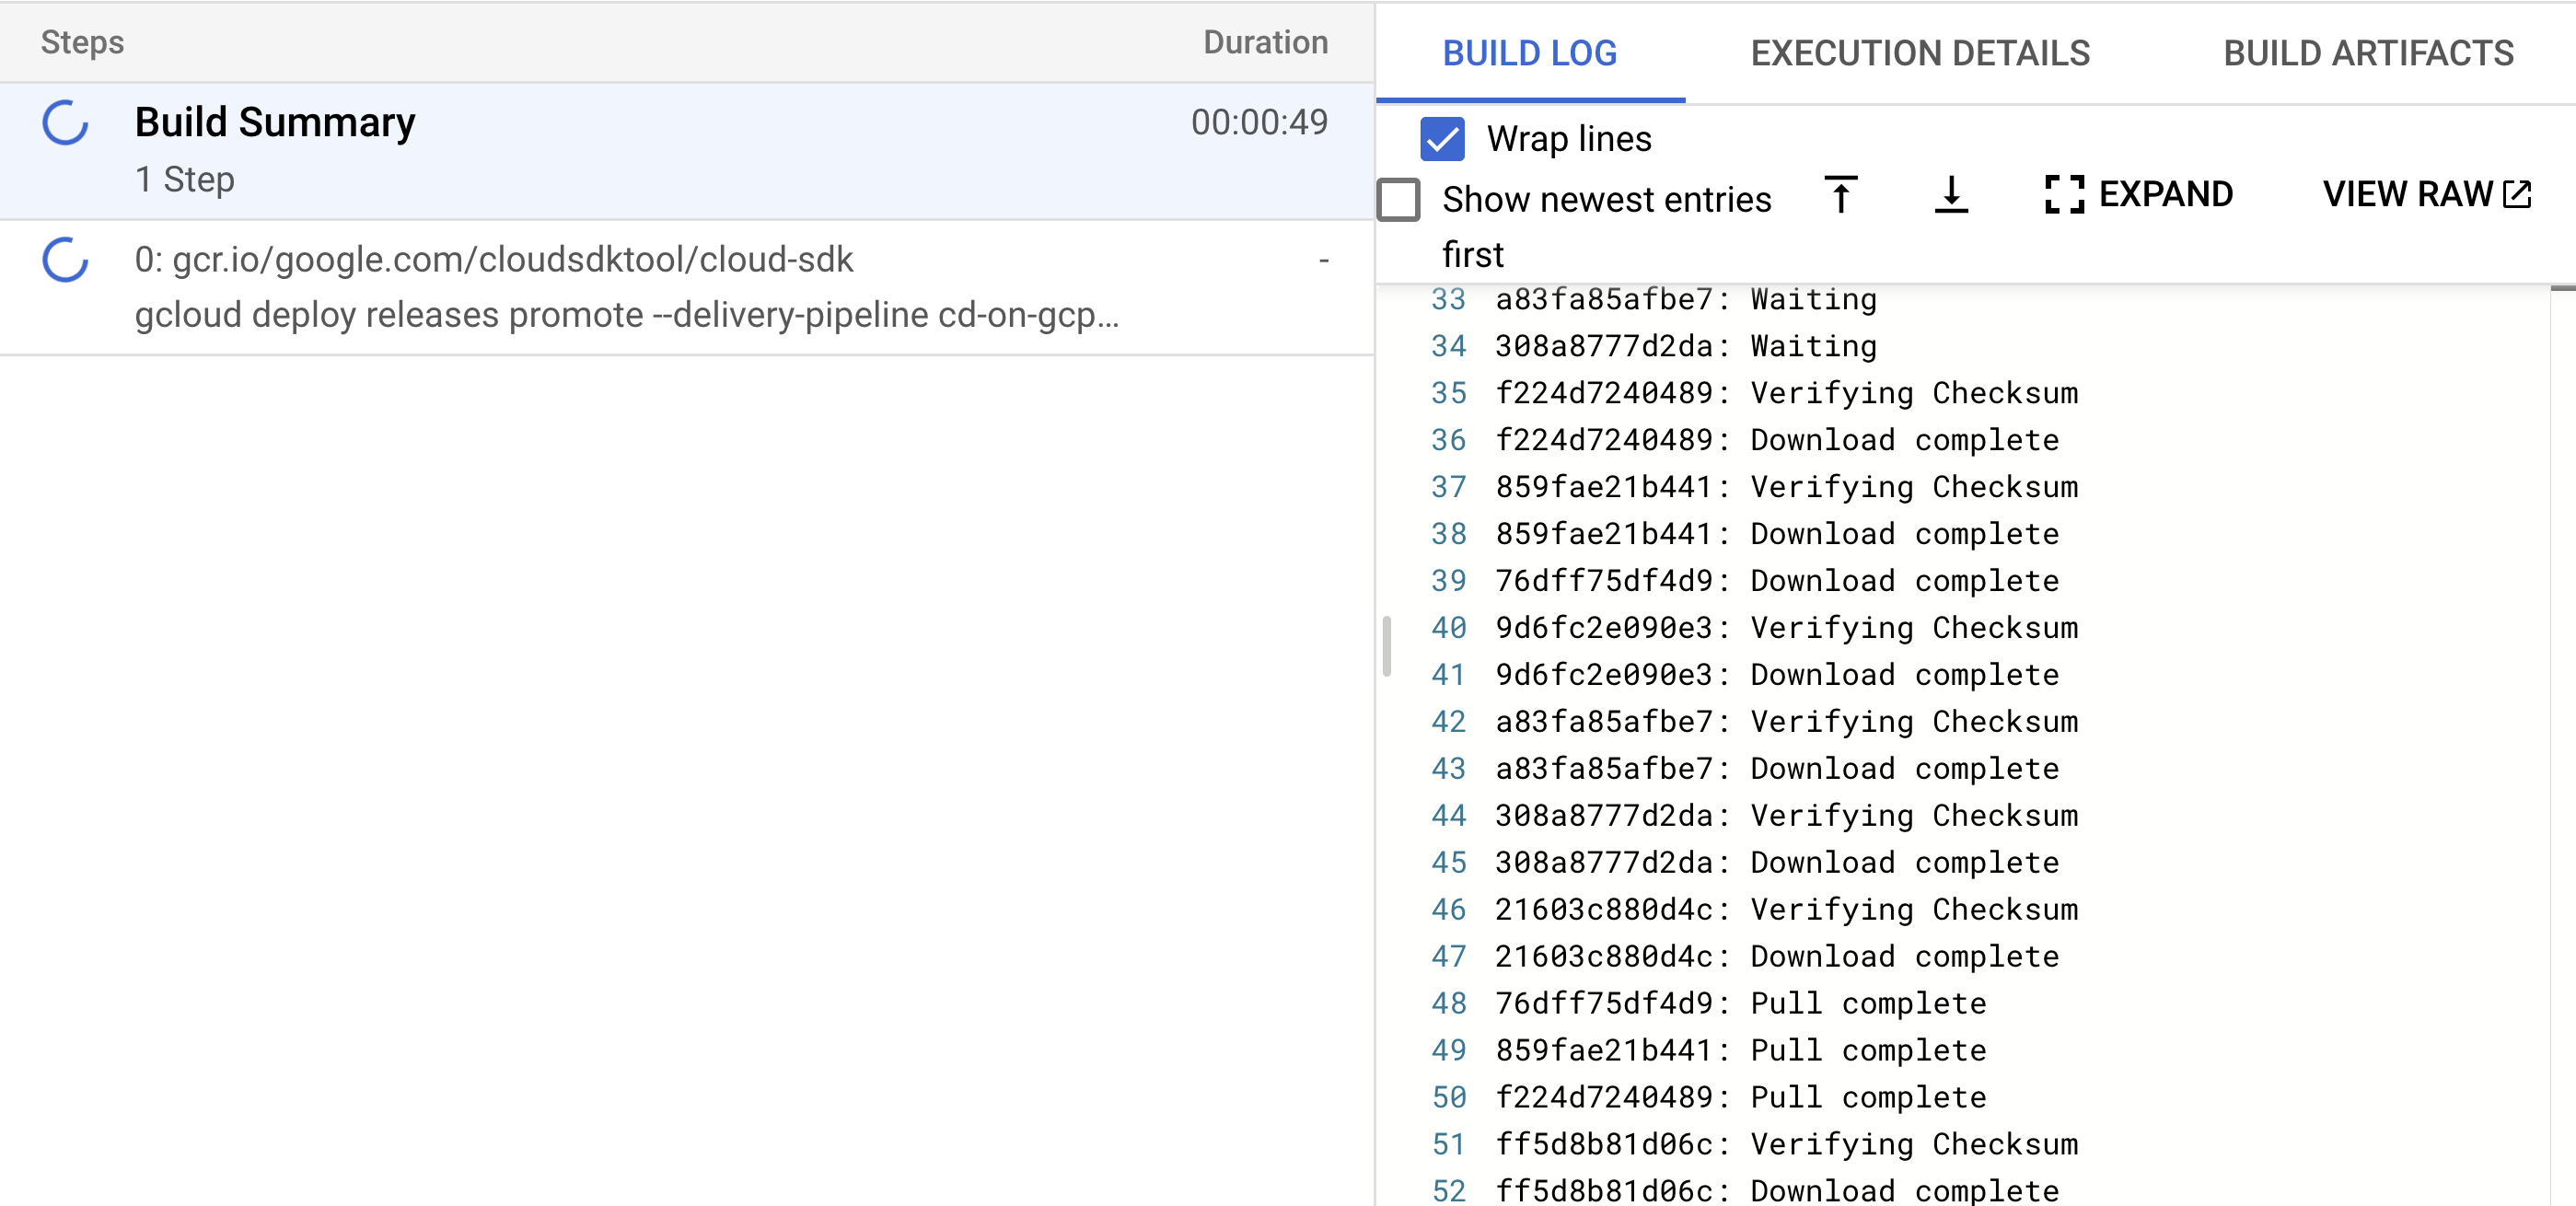 Steps Duration
Build Summary 00:00:49
1 Step
0: gcr.io/google.com/cloudsdktool/cloud-sdk -
gcloud deploy releases promote --delivery-pipeline cd-on-gcp...
BUILD LOG EXECUTION DETAILS BUILD ARTIFACTS
Wrap lines
Show newest entries first EXPAND VIEW RAW
33 a83fa85afbe7: Waiting
34 308a8777d2da: Waiting
35 f224d7240489: Verifying Checksum
36 f224d7240489: Download complete
37 859fae21b441: Verifying Checksum
38 859fae21b441: Download complete
39 76dff75df4d9: Download complete
40 9d6fc2e090e3: Verifying Checksum
41 9d6fc2e090e3: Download complete
42 a83fa85afbe7: Verifying Checksum
43 a83fa85afbe7: Download complete
44 308a8777d2da: Verifying Checksum
45 308a8777d2da: Download complete
46 21603c880d4c: Verifying Checksum
47 21603c880d4c: Download complete
48 76dff75df4d9: Pull complete
49 859fae21b441: Pull complete
50 f224d7240489: Pull complete
51 ff5d8b81d06c: Verifying Checksum
52 ff5d8b81d06c: Download complete